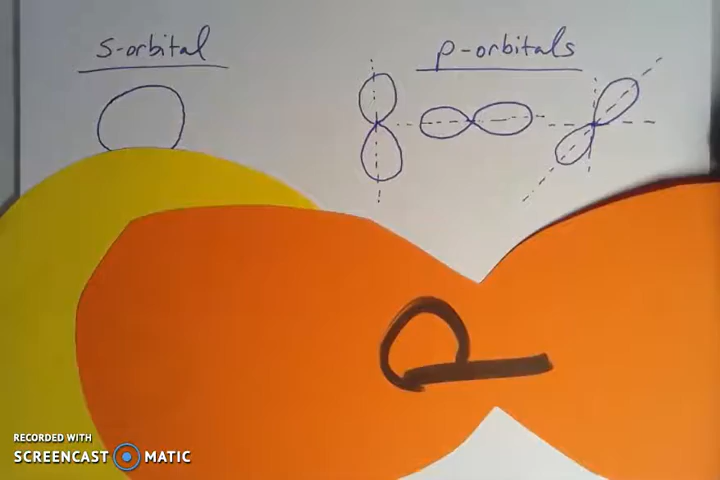 s-orbital
p-orbitals
p
RECORDED WITH
SCREENCAST MATIC